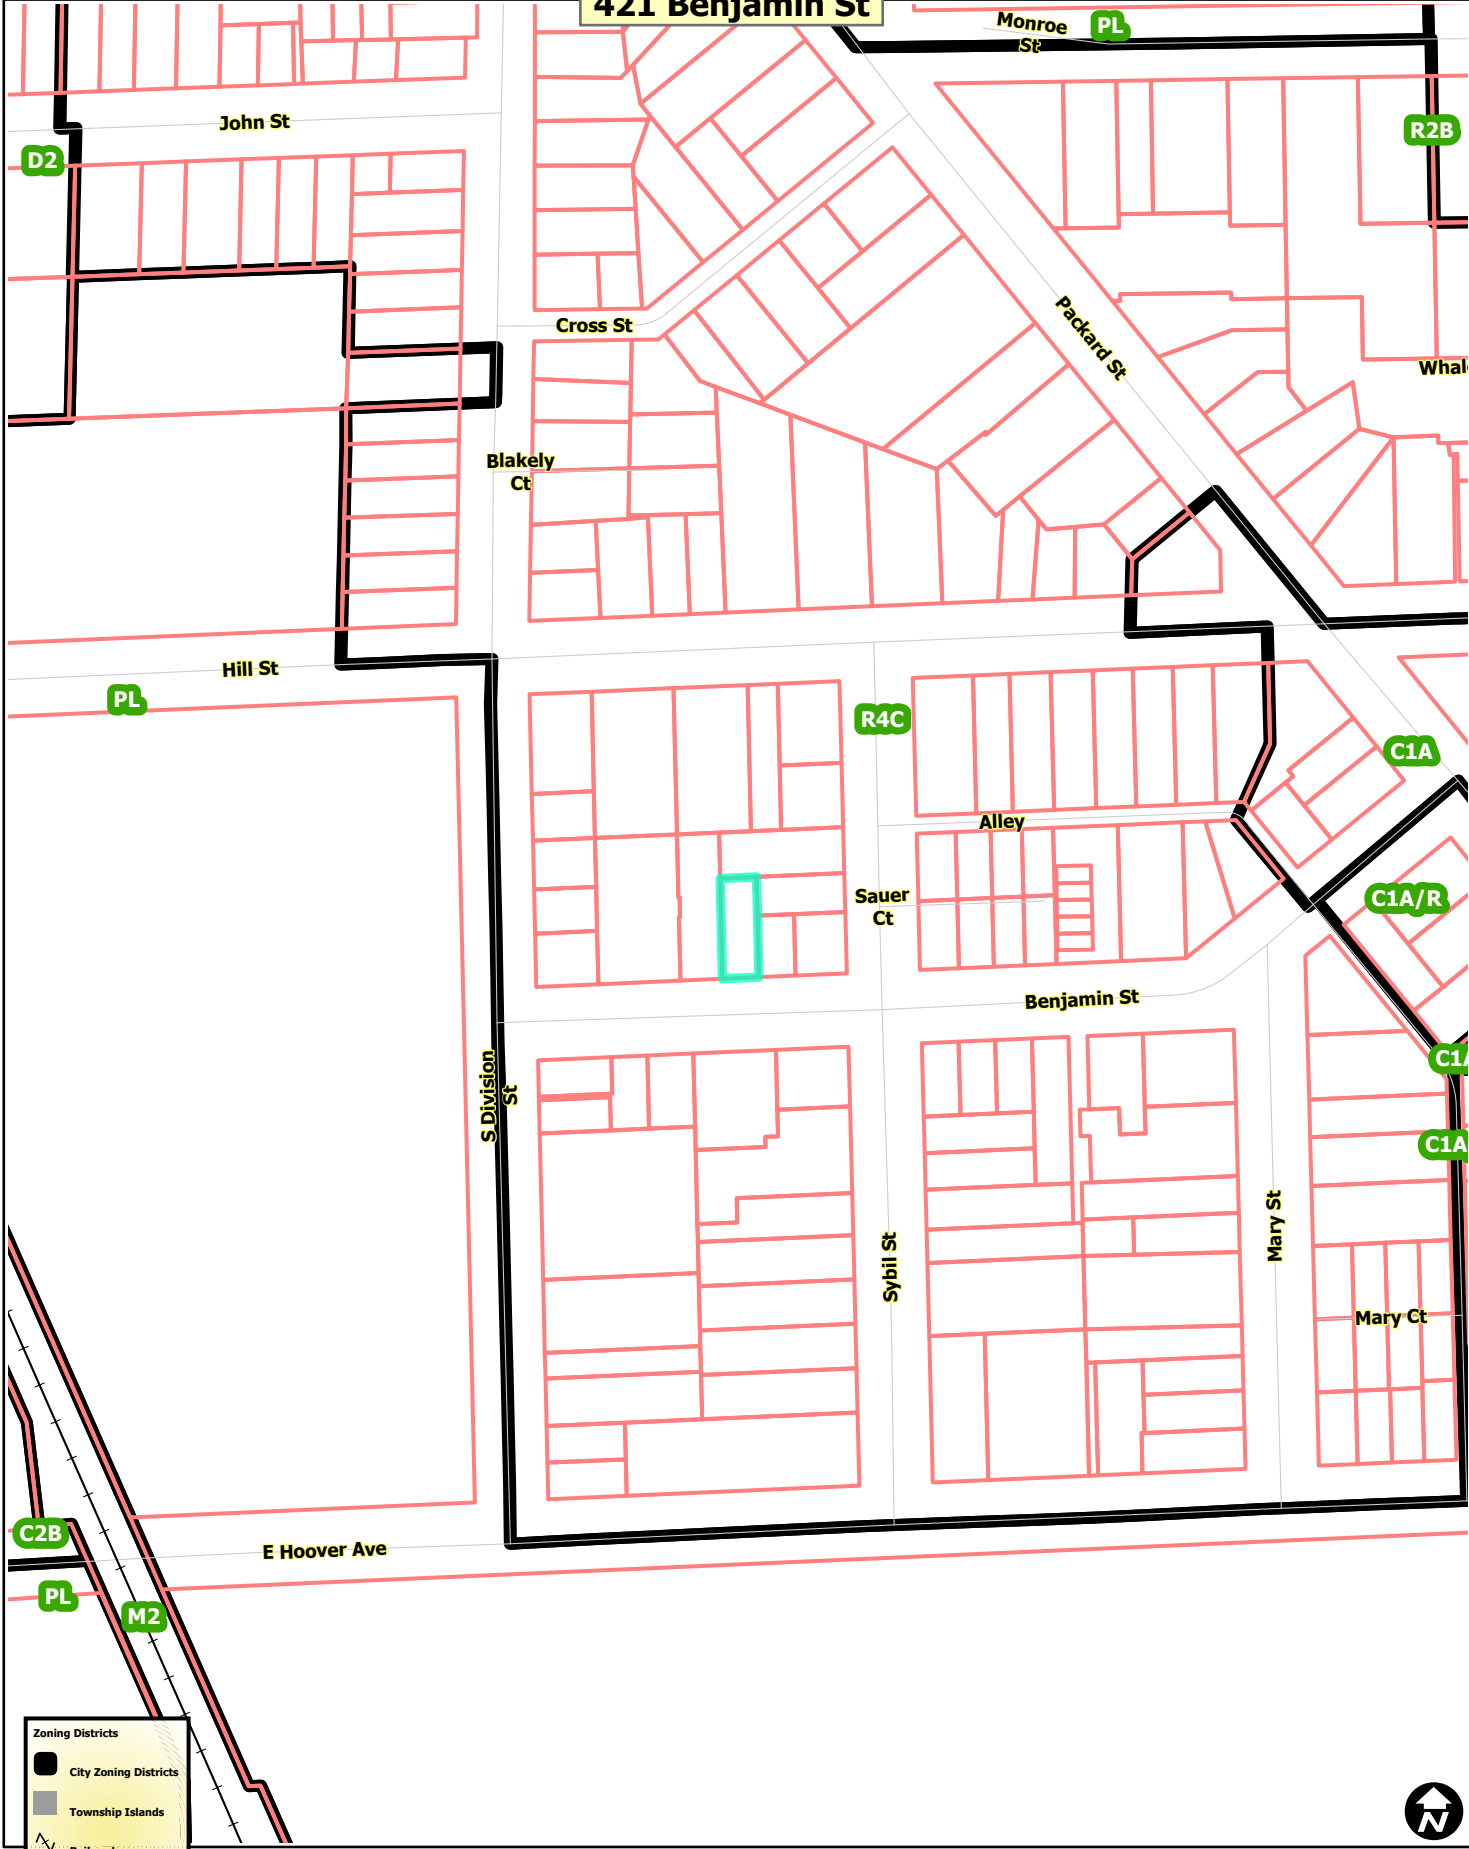 421 Benjamin St
Monroe
St
PL
John St
R2B
D2
Cross St
Packard St
Whal
Blakely
Ct
Hill St
PL
R4C
C1A
Alley
Sauer
Ct
C1A/R
Benjamin St
S Division
St
C1A
C1A
Sybil St
Mary St
Mary Ct
C2B
E Hoover Ave
PL
M2
Zoning Districts
City Zoning Districts
Township Islands
N